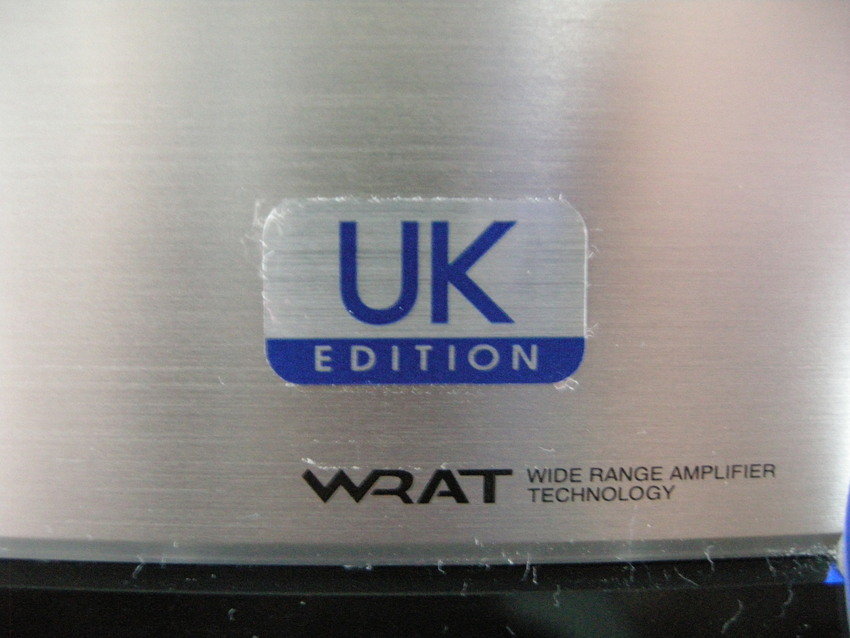 UK
EDITION
WRAT WIDE RANGE AMPLIFIER
TECHNOLOGY